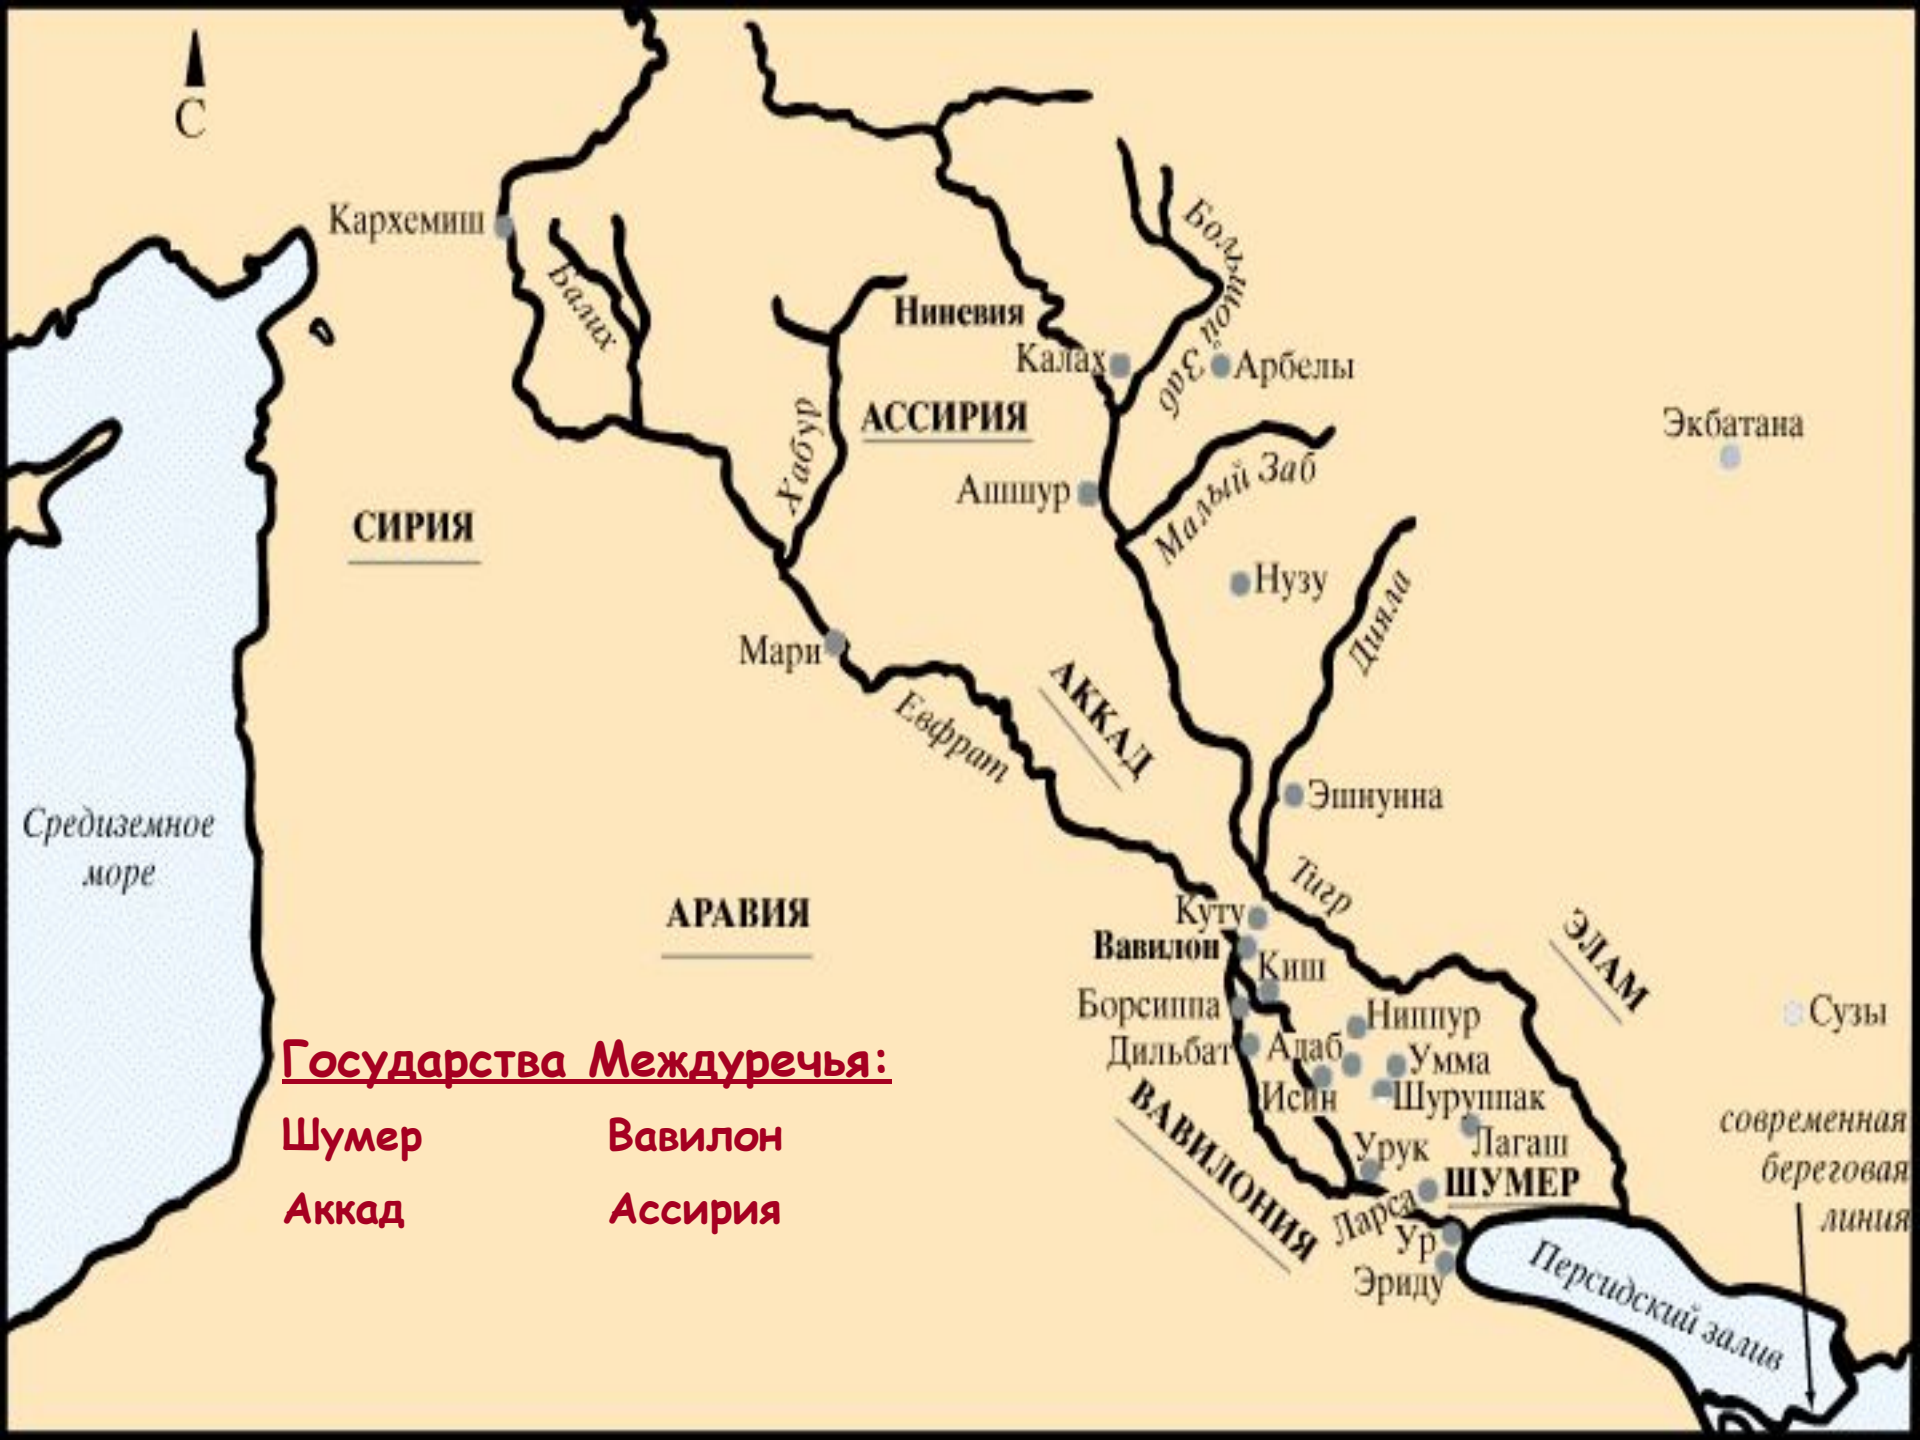 С
Кархемиш
Балих
Ниневия
Большой Заб
Калах
Арбелы
Хабур
АССИРИЯ
Экбатана
Малый Заб
Ашшур
СИРИЯ
Нузу
Дияла
Мари
АККАД
Евфрат
Эшнунна
Средиземное
море
Тигр
АРАВИЯ
Куту
ЭЛАМ
Вавилон
Киш
Борсиппа
Ниппур
Сузы
Дильбат
Адаб
Умма
Исин
Шуруппак
Государства Междуречья:
Шумер Вавилон
Аккад Ассирия
ВАВИЛОНИЯ
Урук
Лагаш
ШУМЕР
Ларса
Ур
Эриду
современная
береговая
линия
Персидский залив